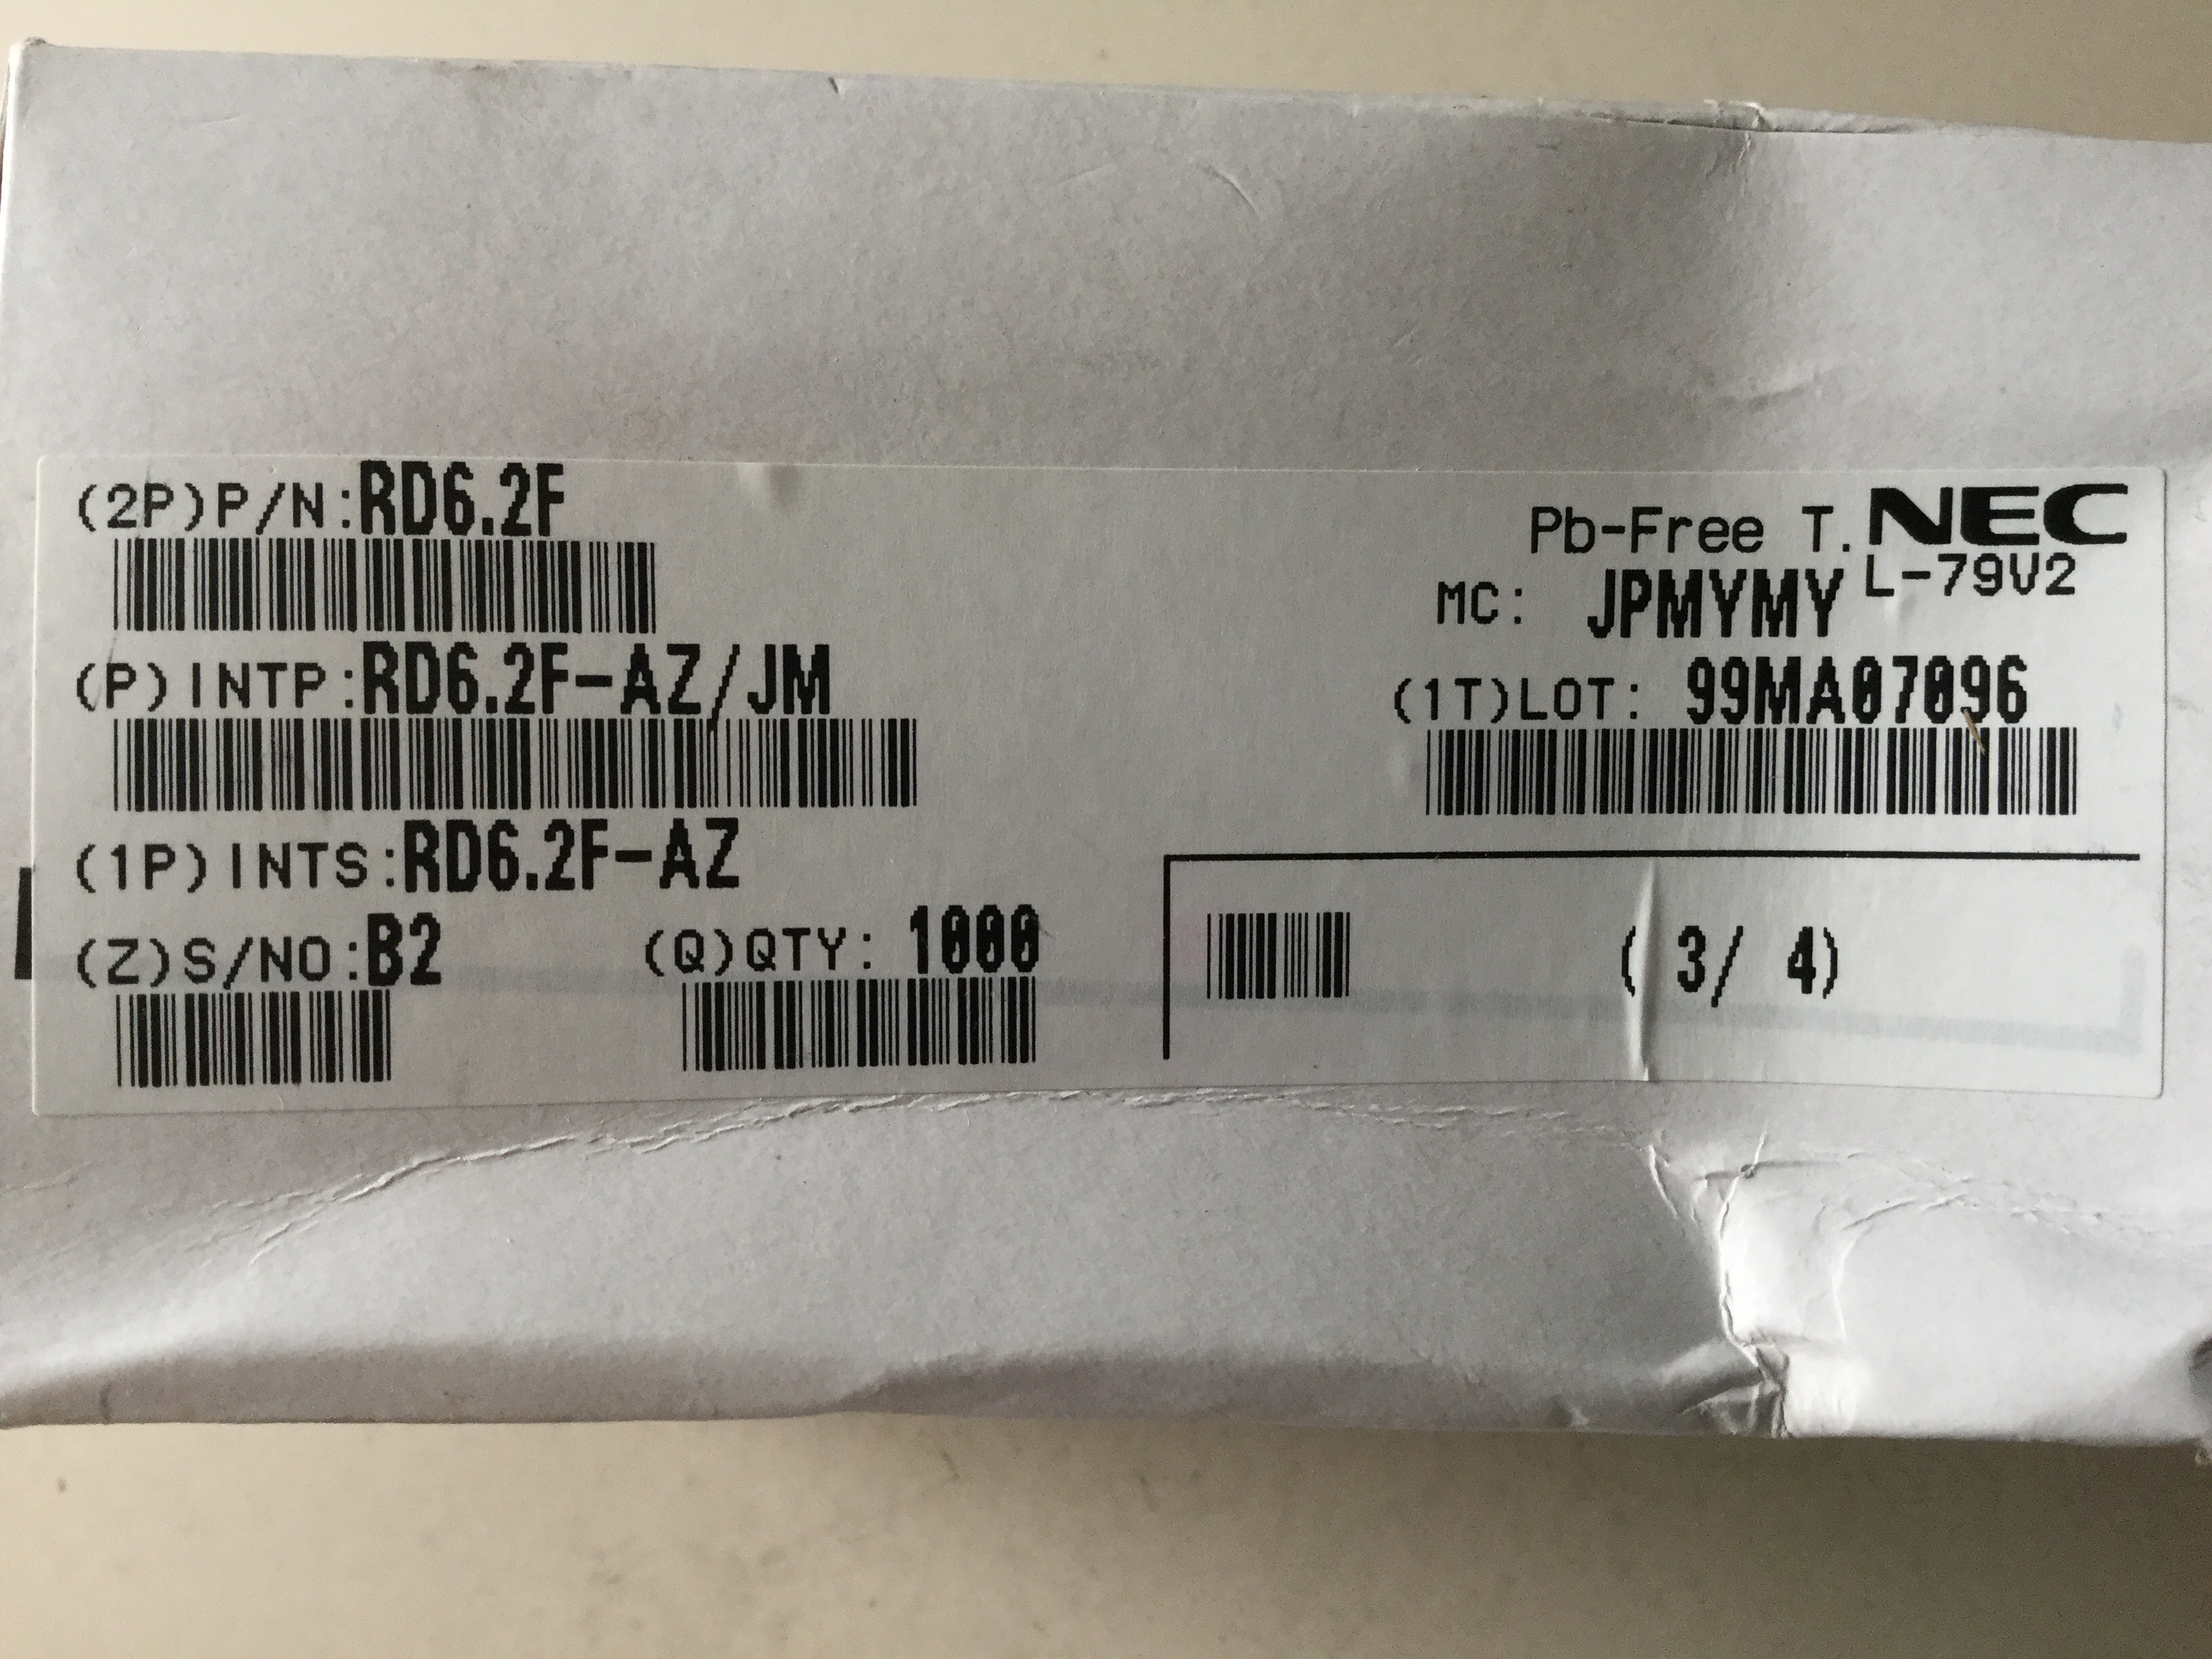 (2P)P/N:RD6.2F
Pb-Free T. NEC
L-79V2
MC: JPMYMY
(P)INTP:RD6.2F-AZ/JM
(1T)LOT: 99MA07096
(1P)INTS:RD6.2F-AZ
(Z)S/NO:B2 (Q)QTY: 1000
( 3/ 4)